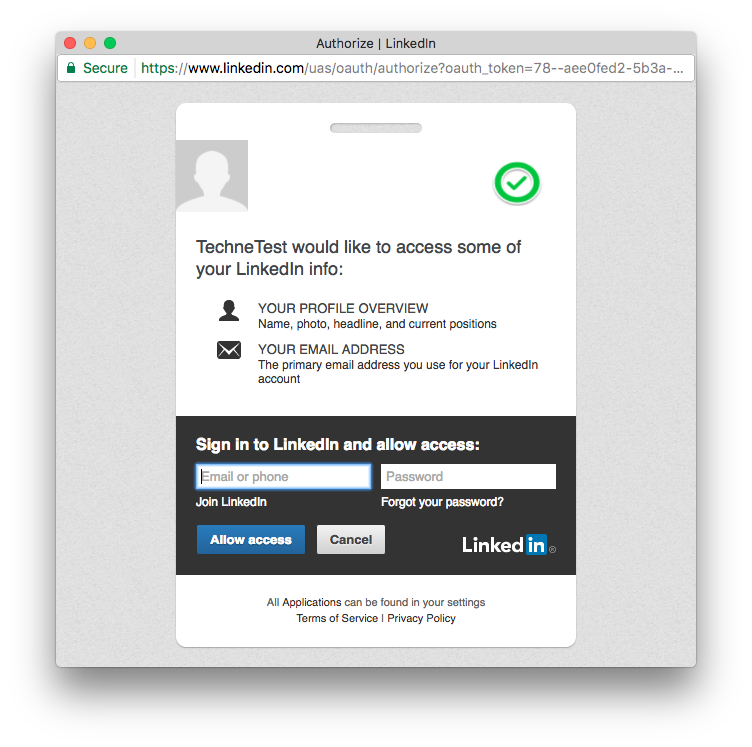 Authorize | LinkedIn
Secure https://www.linkedin.com/uas/oauth/authorize?oauth_token=78--aee0fed2-5b3a-...
TechneTest would like to access some of
your LinkedIn info:
YOUR PROFILE OVERVIEW
Name, photo, headline, and current positions
YOUR EMAIL ADDRESS
The primary email address you use for your LinkedIn
account
Sign in to LinkedIn and allow access:
Email or phone Password
Join LinkedIn Forgot your password?
Allow access Cancel Linked in ®
All Applications can be found in your settings
Terms of Service | Privacy Policy